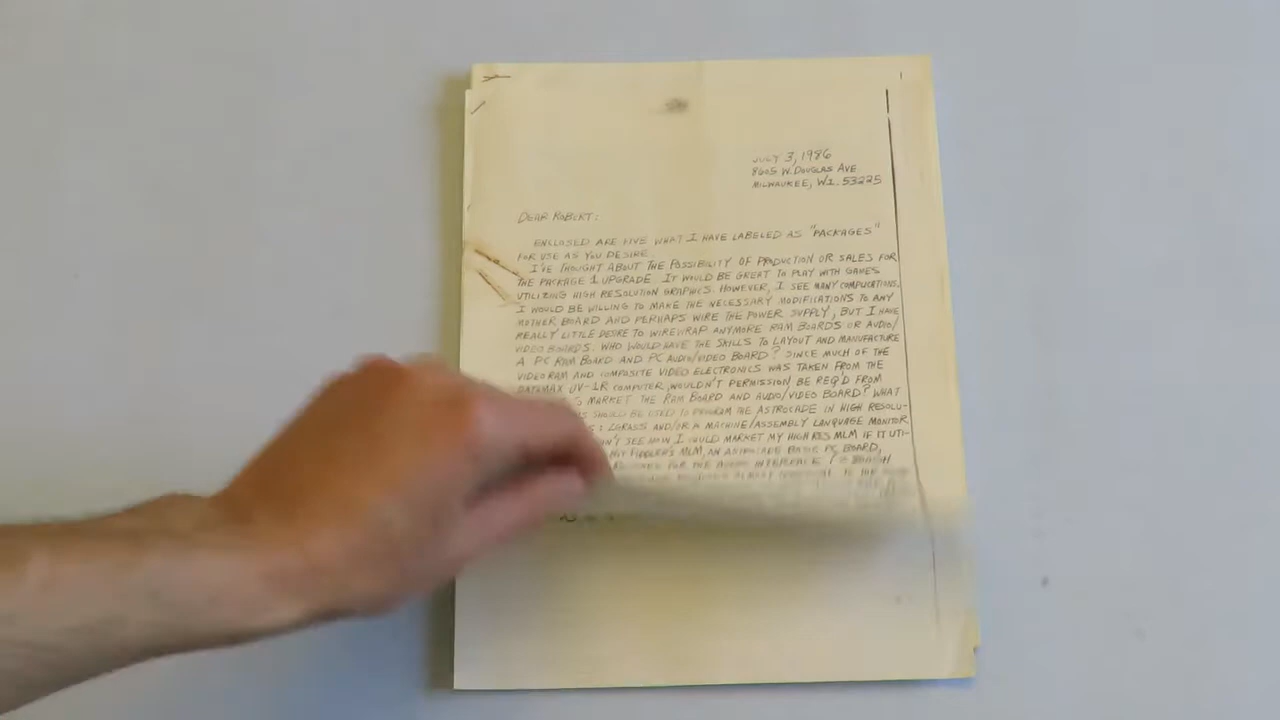 JULY 3, 1986
8605 W. DOUGLAS AVE
MILWAUKEE, WI. 53225
DEAR ROBERT:
ENCLOSED ARE FIVE WHAT I HAVE LABELED AS "PACKAGES"
FOR USE AS YOU DESIRE.
I'VE THOUGHT ABOUT THE POSSIBILITY OF PRODUCTION OR SALES FOR
THE PACKAGE 1 UPGRADE. IT WOULD BE GREAT TO PLAY WITH GAMES
UTILIZING HIGH RESOLUTION GRAPHICS. HOWEVER, I SEE MANY COMPLICATIONS.
I WOULD BE WILLING TO MAKE THE NECESSARY MODIFICATIONS TO ANY
MOTHER BOARD AND PERHAPS WIRE THE POWER SUPPLY, BUT I HAVE
REALLY LITTLE DESIRE TO WIREWRAP ANYMORE RAM BOARDS OR AUDIO/
VIDEO BOARDS. WHO WOULD HAVE THE SKILLS TO LAYOUT AND MANUFACTURE
A PC RAM BOARD AND PC AUDIO/VIDEO BOARD? SINCE MUCH OF THE
VIDEO RAM AND COMPOSITE VIDEO ELECTRONICS WAS TAKEN FROM THE
DATAMAX UV-1R COMPUTER, WOULDN'T PERMISSION BE REQ'D FROM
MARKET THE RAM BOARD AND AUDIO/VIDEO BOARD? WHAT
SHOULD BE USED TO PROGRAM THE ASTROCADE IN HIGH RESOLU-
: ZGRASS AND/OR A MACHINE/ASSEMBLY LANGUAGE MONITOR
SEE HOW I COULD MARKET MY HIGH RES MLM IF IT UTI-
FIDDLER'S MLM, AN ASTROCADE BASIC PC BOARD,
FOR THE AUDIO INTERFACE